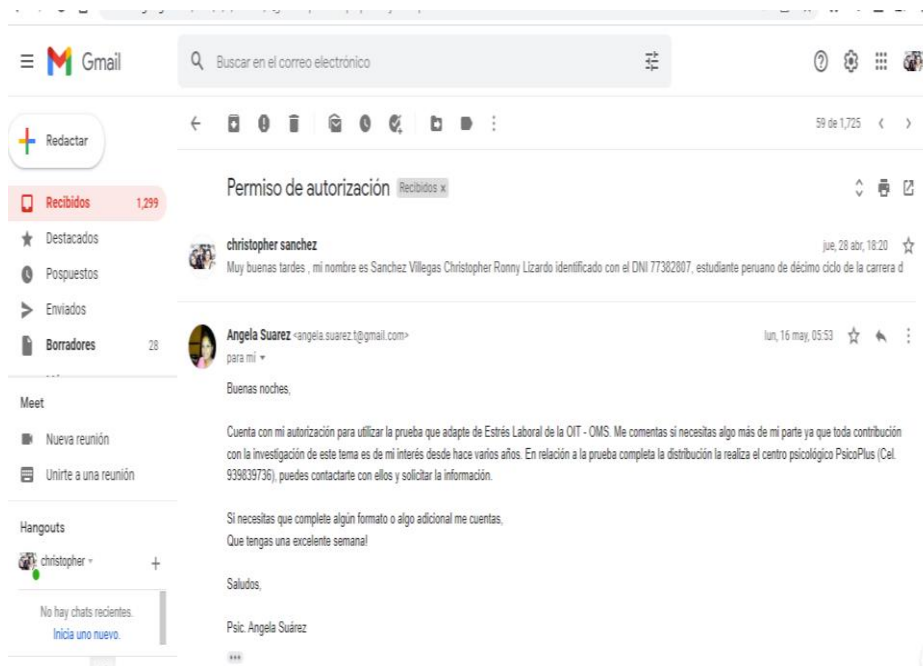 Gmail
Buscar en el correo electrónico
Redactar
59 de 1,725
Permiso de autorización Recibidos x
Recibidos 1,299
Destacados
Pospuestos
Enviados
Borradores 28
christopher sanchez jue, 28 abr, 18:20
Muy buenas tardes , mi nombre es Sanchez Villegas Christopher Ronny Lizardo identificado con el DNI 77382807, estudiante peruano de décimo ciclo de la carrera d
Angela Suarez <angela.suarez.t@gmail.com> lun, 16 may, 05:53
para mí
Buenas noches,
Cuenta con mi autorización para utilizar la prueba que adapte de Estrés Laboral de la OIT - OMS. Me comentas si necesitas algo más de mi parte ya que toda contribución
con la investigación de este tema es de mi interés desde hace varios años. En relación a la prueba completa la distribución la realiza el centro psicológico PsicoPlus (Cel.
939839736), puedes contactarte con ellos y solicitar la información.
Si necesitas que complete algún formato o algo adicional me cuentas,
Que tengas una excelente semana!
Saludos,
Psic. Angela Suárez
Meet
Nueva reunión
Unirte a una reunión
Hangouts
christopher
No hay chats recientes.
Inicia uno nuevo.